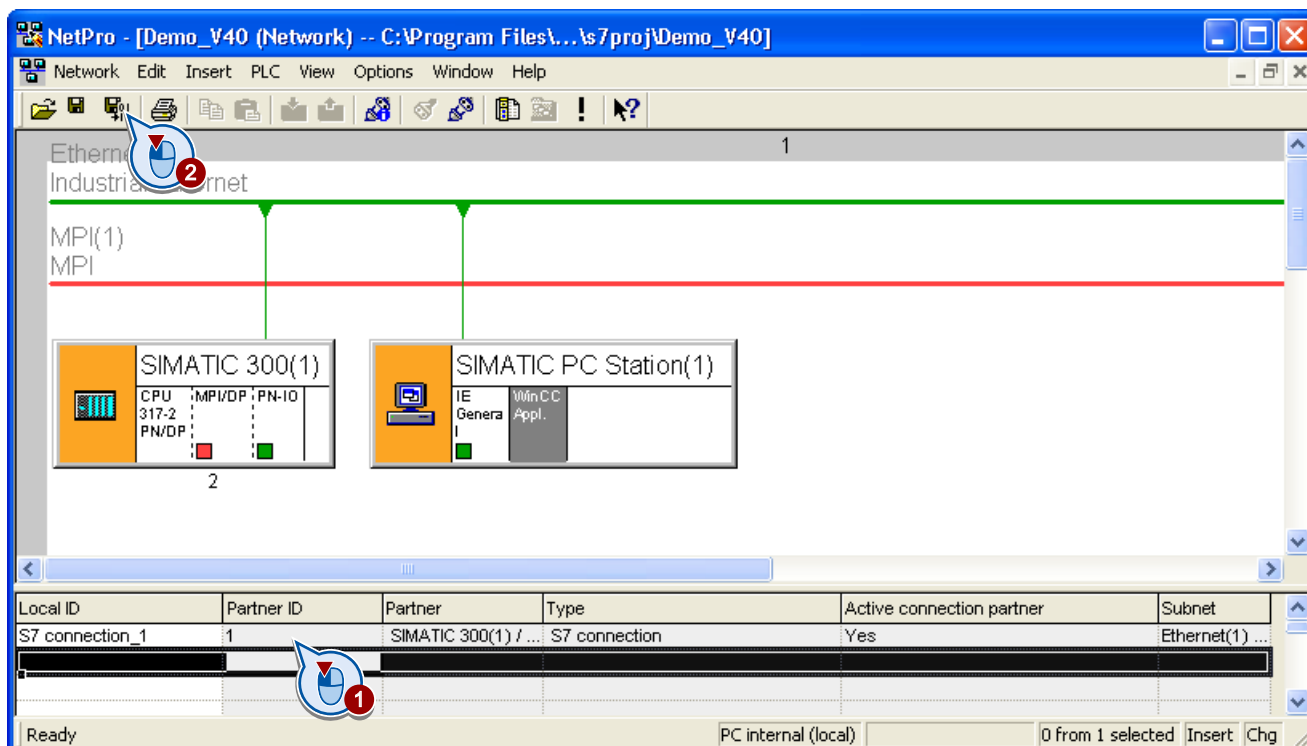 NetPro - [Demo_V40 (Network) -- C:\Program Files\...\s7proj\Demo_V40]
Network Edit Insert PLC View Options Window Help
2
1
Industrial
MPI(1)
MPI
SIMATIC 300(1)
CPU 317-2 PN/DP
MPI/DP
PN-IO
2
SIMATIC PC Station(1)
IE General
WinCC Appl.
Local ID Partner ID Partner Type Active connection partner Subnet
S7 connection_1 1 SIMATIC 300(1) / ... S7 connection Yes Ethernet(1) ...
1
Ready PC internal (local) 0 from 1 selected Insert Chg